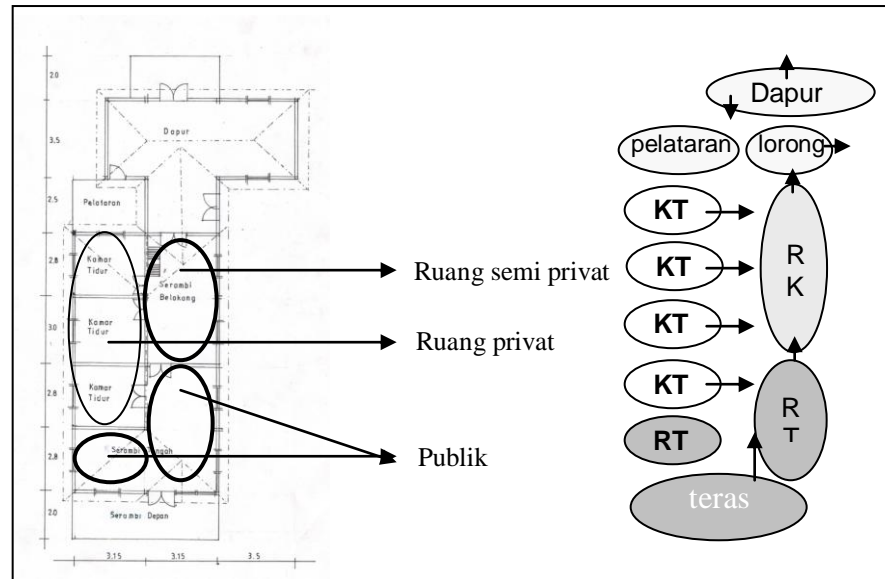 2.0
3.5
2.5
2.8
3.0
2.8
2.8
2.0
Dapur
Pelataran
Kamar
Tidur
Serambi
Belakang
Kamar
Tidur
Kamar
Tidur
Serambi Tengah
Serambi Depan
3,15
3,15
3.5
Ruang semi privat
Ruang privat
Publik
Dapur
pelataran
lorong
KT
KT
KT
KT
RT
R
K
R
T
teras